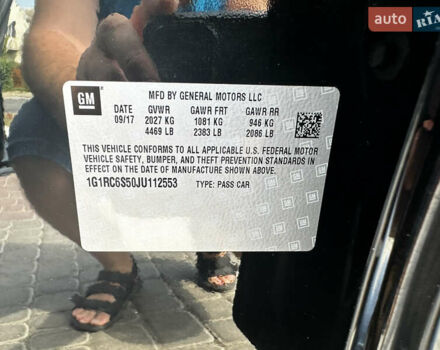 АВТО RIA
GM
MFD BY GENERAL MOTORS LLC
DATE GVWR GAWR FRT GAWR RR
09/17 2027 KG 1081 KG 946 KG
4469 LB 2383 LB 2086 LB
THIS VEHICLE CONFORMS TO ALL APPLICABLE U.S. FEDERAL MOTOR
VEHICLE SAFETY, BUMPER, AND THEFT PREVENTION STANDARDS IN
EFFECT ON THE DATE OF MANUFACTURE SHOWN ABOVE.
1G1RC6S50JU112553 TYPE: PASS CAR